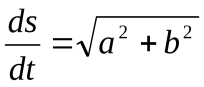 ds/dt = √(a² + b²)